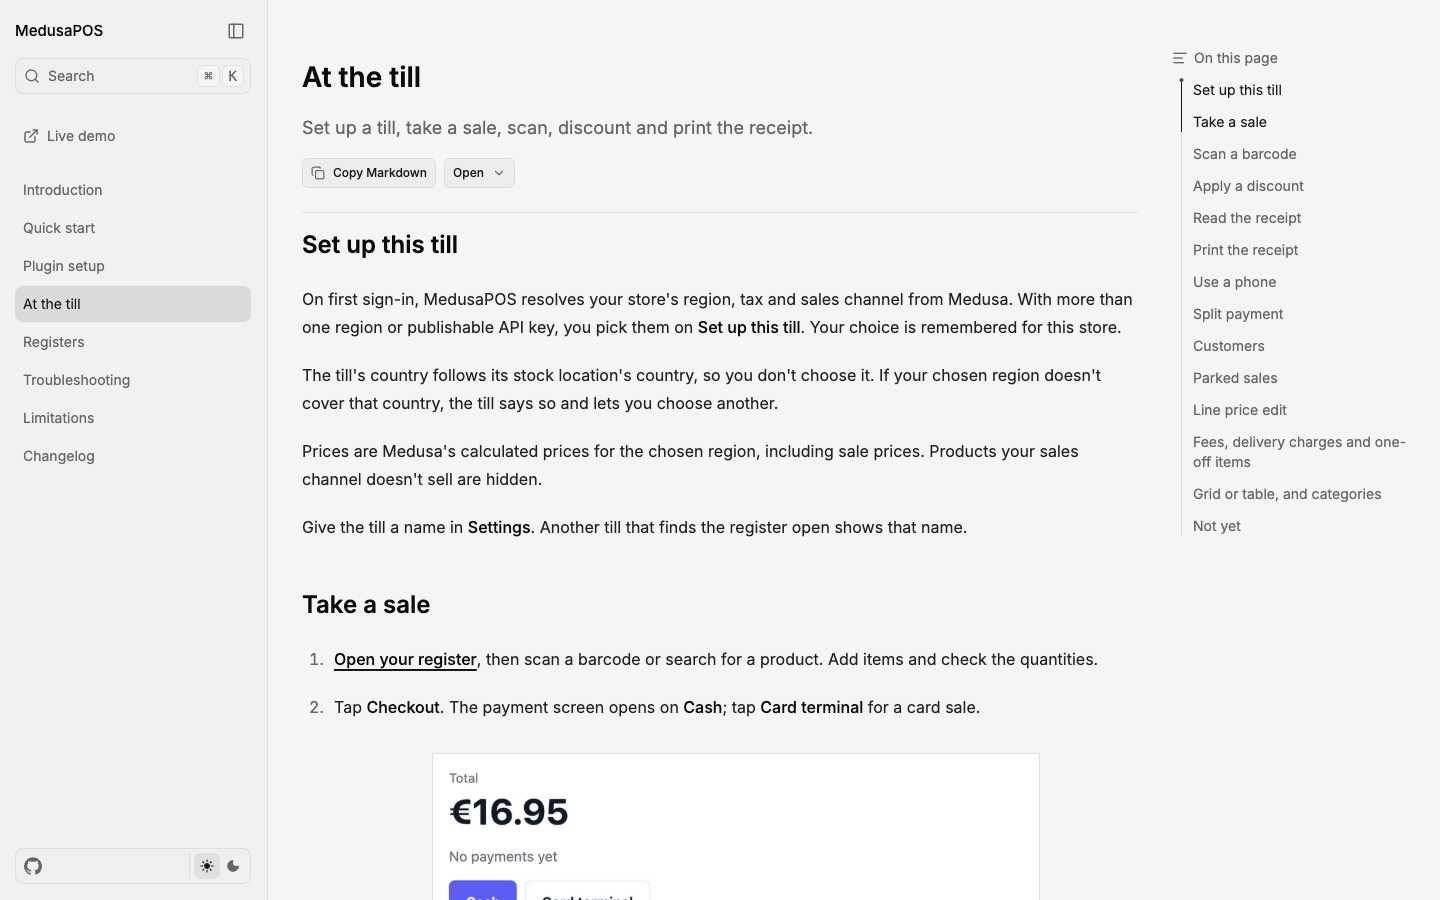 MedusaPOS
Search
⌘ K
Live demo
Introduction
Quick start
Plugin setup
At the till
Registers
Troubleshooting
Limitations
Changelog
At the till
Set up a till, take a sale, scan, discount and print the receipt.
Copy Markdown
Open
Set up this till
On first sign-in, MedusaPOS resolves your store's region, tax and sales channel from Medusa. With more than
one region or publishable API key, you pick them on Set up this till. Your choice is remembered for this store.
The till's country follows its stock location's country, so you don't choose it. If your chosen region doesn't
cover that country, the till says so and lets you choose another.
Prices are Medusa's calculated prices for the chosen region, including sale prices. Products your sales
channel doesn't sell are hidden.
Give the till a name in Settings. Another till that finds the register open shows that name.
Take a sale
1. Open your register, then scan a barcode or search for a product. Add items and check the quantities.
2. Tap Checkout. The payment screen opens on Cash; tap Card terminal for a card sale.
Total
€16.95
No payments yet
Cash
Card terminal
On this page
Set up this till
Take a sale
Scan a barcode
Apply a discount
Read the receipt
Print the receipt
Use a phone
Split payment
Customers
Parked sales
Line price edit
Fees, delivery charges and one-
off items
Grid or table, and categories
Not yet